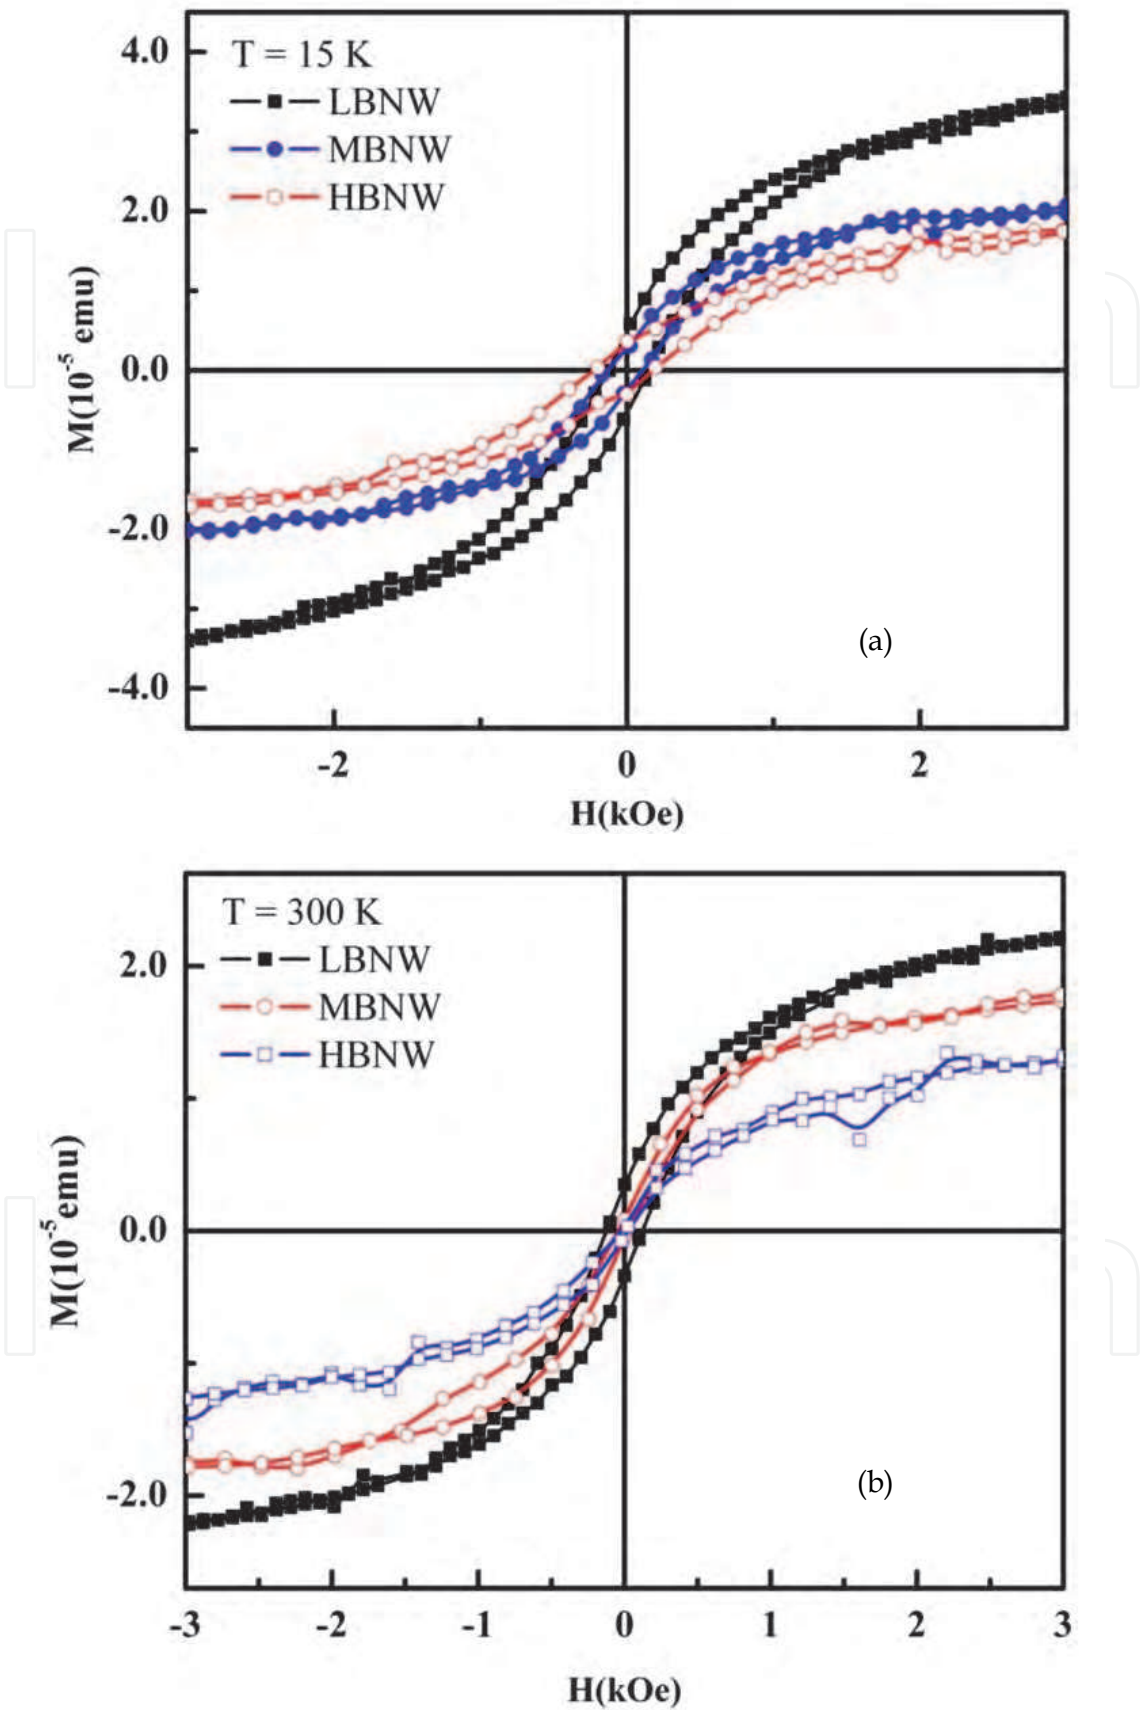 T = 15 K
LBNW
MBNW
HBNW
4.0
2.0
0.0
-2.0
-4.0
M(10⁻⁵ emu)
(a)
-2 0 2
H(kOe)
T = 300 K
LBNW
MBNW
HBNW
2.0
0.0
-2.0
M(10⁻⁵emu)
(b)
-3 -2 -1 0 1 2 3
H(kOe)